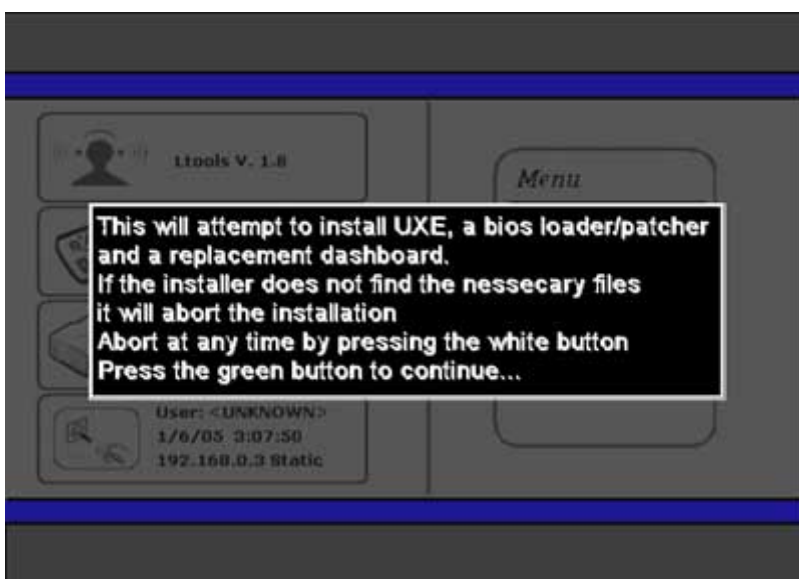 Ltools V. 1.8
Menu
This will attempt to install UXE, a bios loader/patcher
and a replacement dashboard.
If the installer does not find the nessecary files
it will abort the installation
Abort at any time by pressing the white button
Press the green button to continue...
User: <UNKNOWN>
1/6/05 3:07:50
192.168.0.3 Static